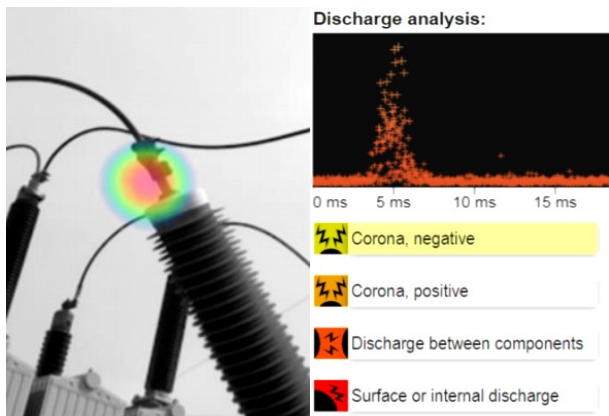 Discharge analysis:
0 ms
5 ms
10 ms
15 ms
Corona, negative
Corona, positive
Discharge between components
Surface or internal discharge